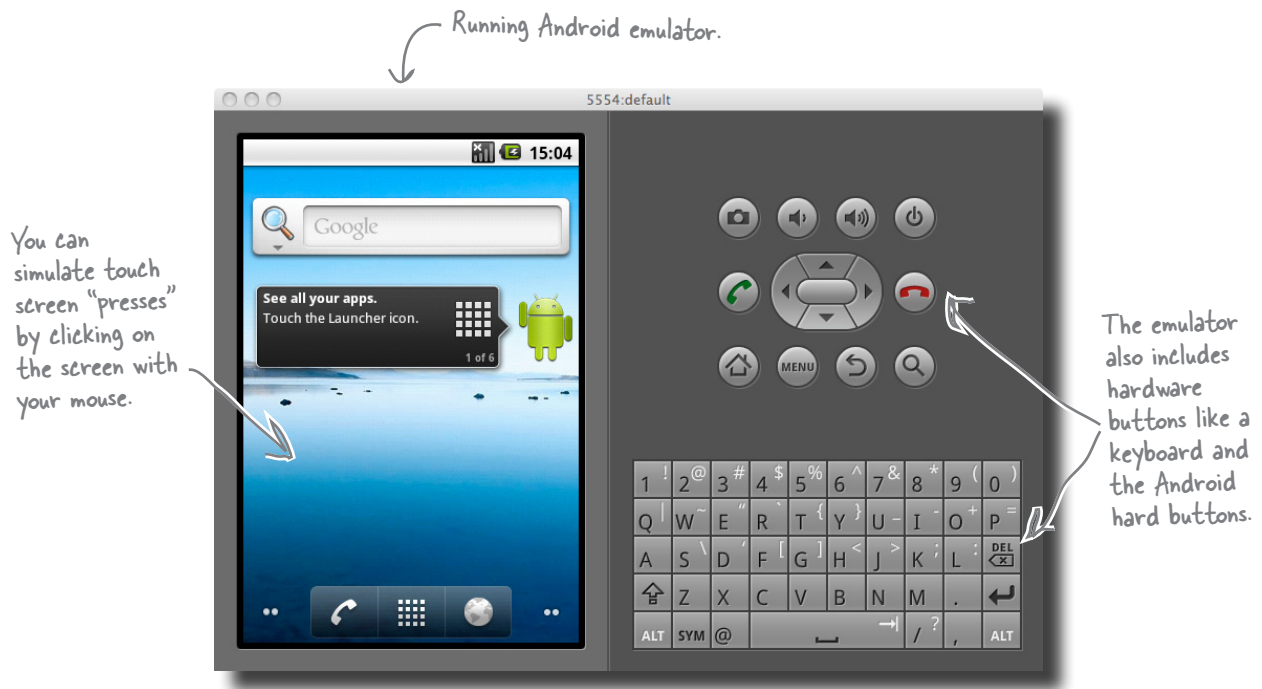 Running Android emulator.
5554:default
15:04
Google
See all your apps.
Touch the Launcher icon.
1 of 6
You can
simulate touch
screen “presses”
by clicking on
the screen with
your mouse.
MENU
The emulator
also includes
hardware
buttons like a
keyboard and
the Android
hard buttons.
1 ! 2 @ 3 # 4 $ 5 % 6 ^ 7 & 8 * 9 ( 0 )
Q | W ~ E " R ` T { Y } U _ I - O + P =
A S \ D ' F [ G ] H < J > K ; L : DEL
Z X C V B N M .
ALT SYM @ / ? , ALT